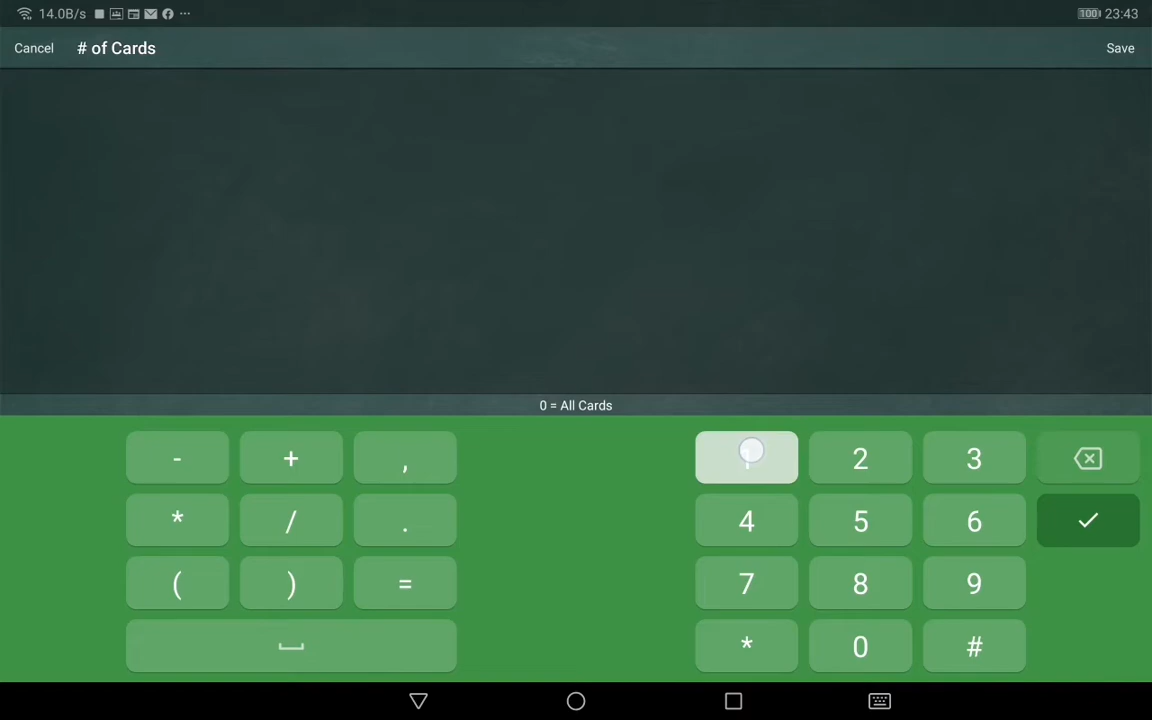 14.0B/s ... 100 23:43
Cancel # of Cards Save
0 = All Cards
- + , 2 3
* / . 4 5 6
( ) = 7 8 9
* 0 #